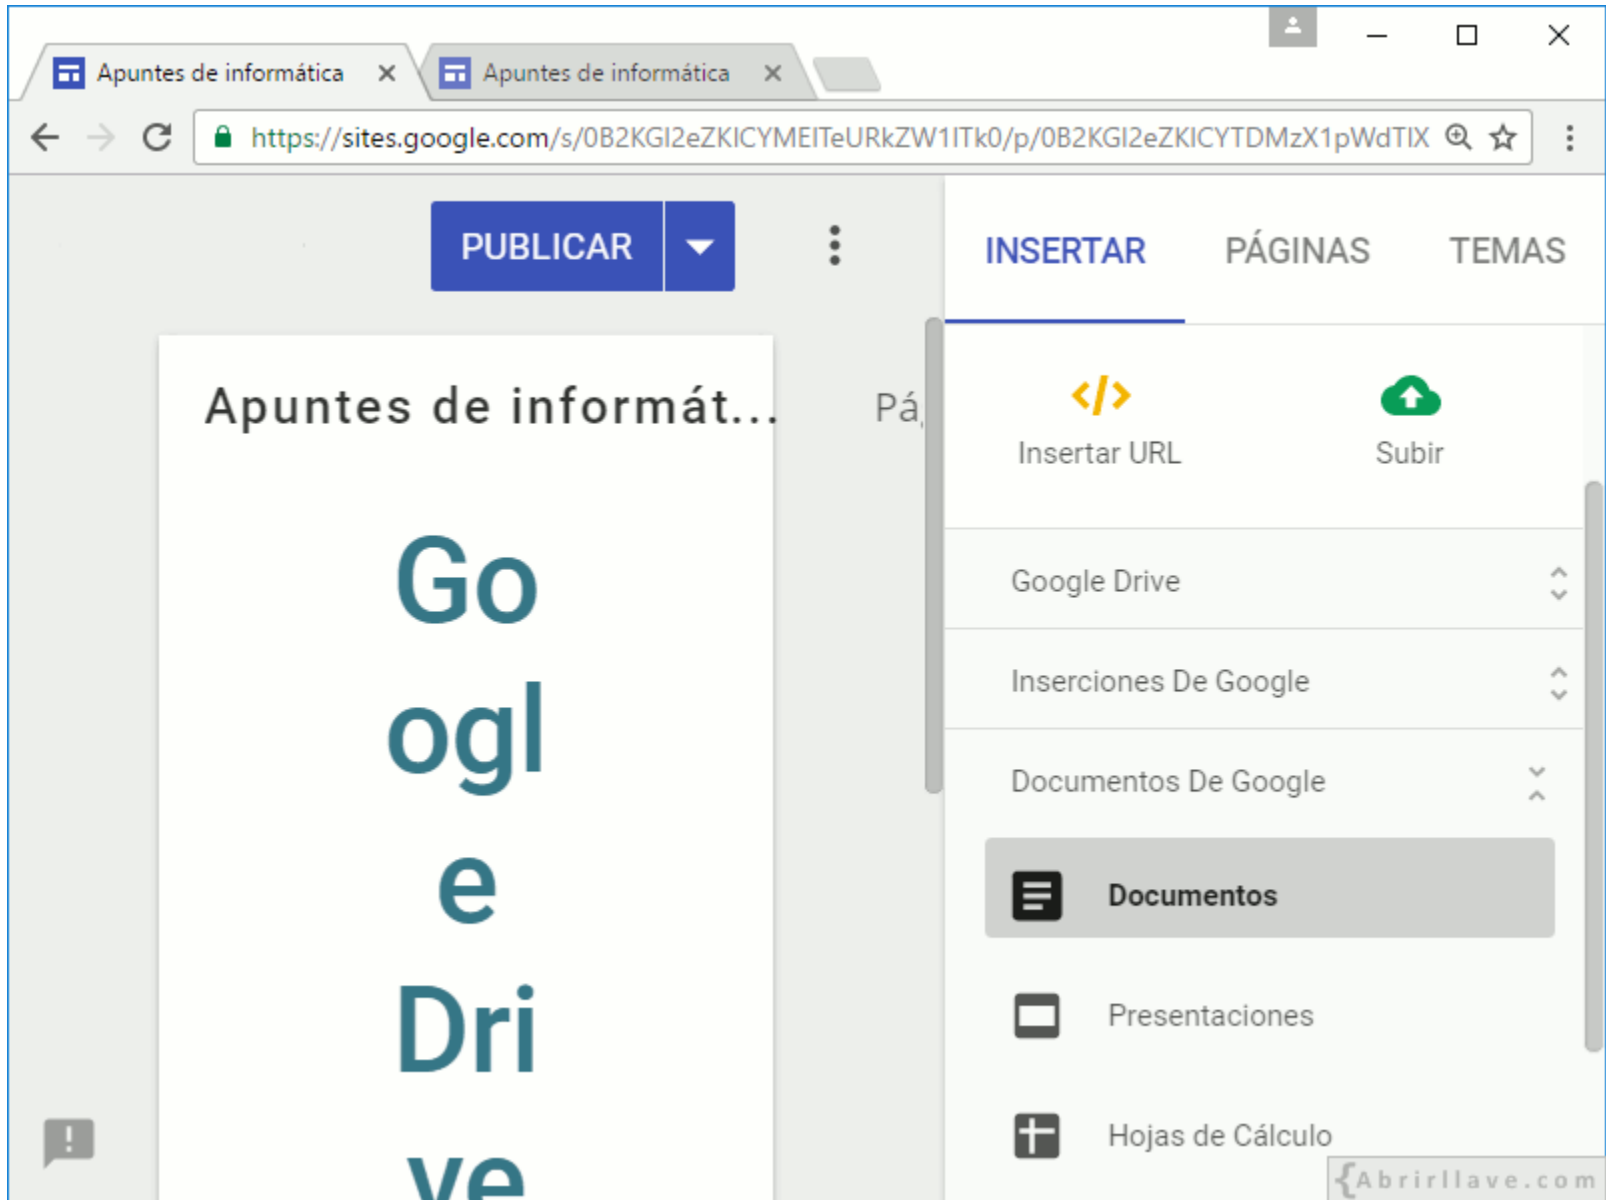 Apuntes de informática
Apuntes de informática
https://sites.google.com/s/0B2KGl2eZKlCYMElTeURkZW1lTk0/p/0B2KGl2eZKlCYTDMzX1pWdTlX
PUBLICAR
INSERTAR PÁGINAS TEMAS
Apuntes de informát...
Pá
Go
ogl
e
Dri
ve
Insertar URL
Subir
Google Drive
Inserciones De Google
Documentos De Google
Documentos
Presentaciones
Hojas de Cálculo
{Abrirllave.com